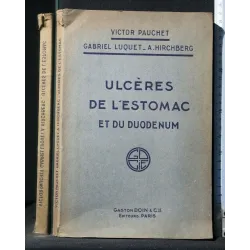 VICTOR PAUCHET
GABRIEL LUQUET _ A. HIRCHBERG
ULCÈRES
DE L'ESTOMAC
ET DU DUODENUM
GASTON DOIN & Cie
ÉDITEURS. PARIS